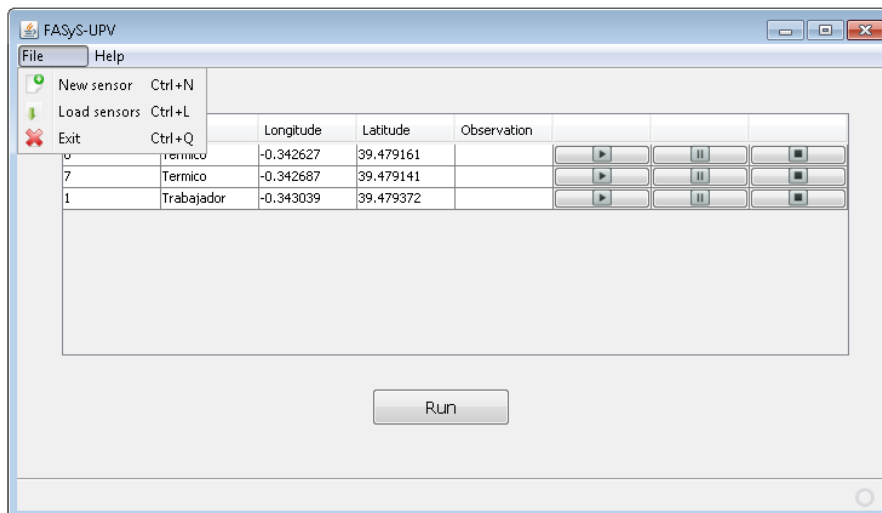 FASyS-UPV
File Help
New sensor Ctrl+N
Load sensors Ctrl+L
Exit Ctrl+Q
Longitude Latitude Observation
Termico -0.342627 39.479161
7 Termico -0.342687 39.479141
1 Trabajador -0.343039 39.479372
Run